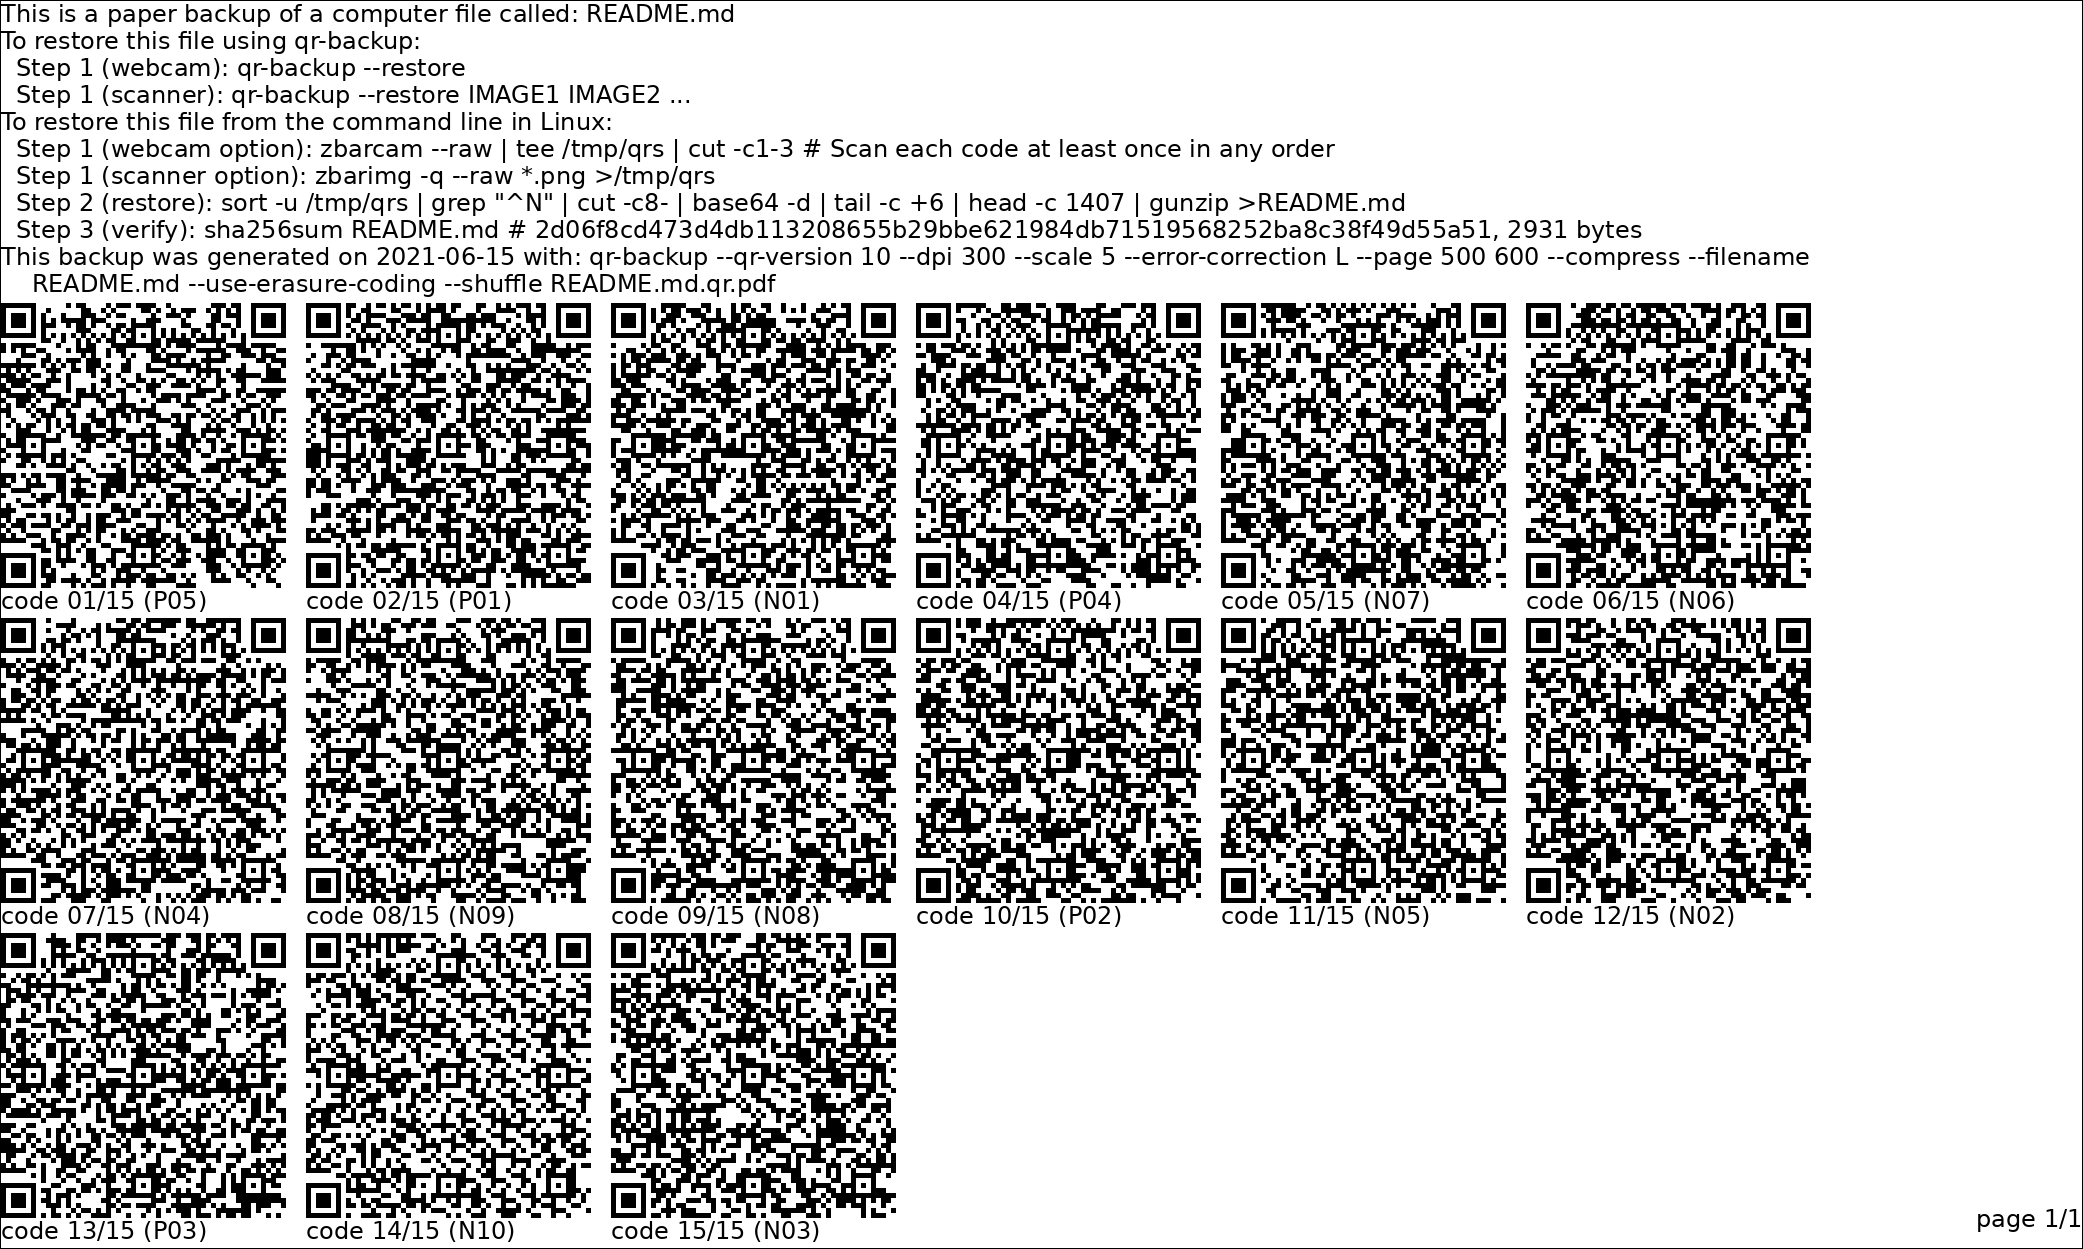 This is a paper backup of a computer file called: README.md
To restore this file using qr-backup:
Step 1 (webcam): qr-backup --restore
Step 1 (scanner): qr-backup --restore IMAGE1 IMAGE2 ...
To restore this file from the command line in Linux:
Step 1 (webcam option): zbarcam --raw | tee /tmp/qrs | cut -c1-3 # Scan each code at least once in any order
Step 1 (scanner option): zbarimg -q --raw *.png >/tmp/qrs
Step 2 (restore): sort -u /tmp/qrs | grep "^N" | cut -c8- | base64 -d | tail -c +6 | head -c 1407 | gunzip >README.md
Step 3 (verify): sha256sum README.md # 2d06f8cd473d4db113208655b29bbe621984db71519568252ba8c38f49d55a51, 2931 bytes
This backup was generated on 2021-06-15 with: qr-backup --qr-version 10 --dpi 300 --scale 5 --error-correction L --page 500 600 --compress --filename
README.md --use-erasure-coding --shuffle README.md.qr.pdf
code 01/15 (P05) code 02/15 (P01) code 03/15 (N01) code 04/15 (P04) code 05/15 (N07) code 06/15 (N06)
code 07/15 (N04) code 08/15 (N09) code 09/15 (N08) code 10/15 (P02) code 11/15 (N05) code 12/15 (N02)
code 13/15 (P03) code 14/15 (N10) code 15/15 (N03)
page 1/1